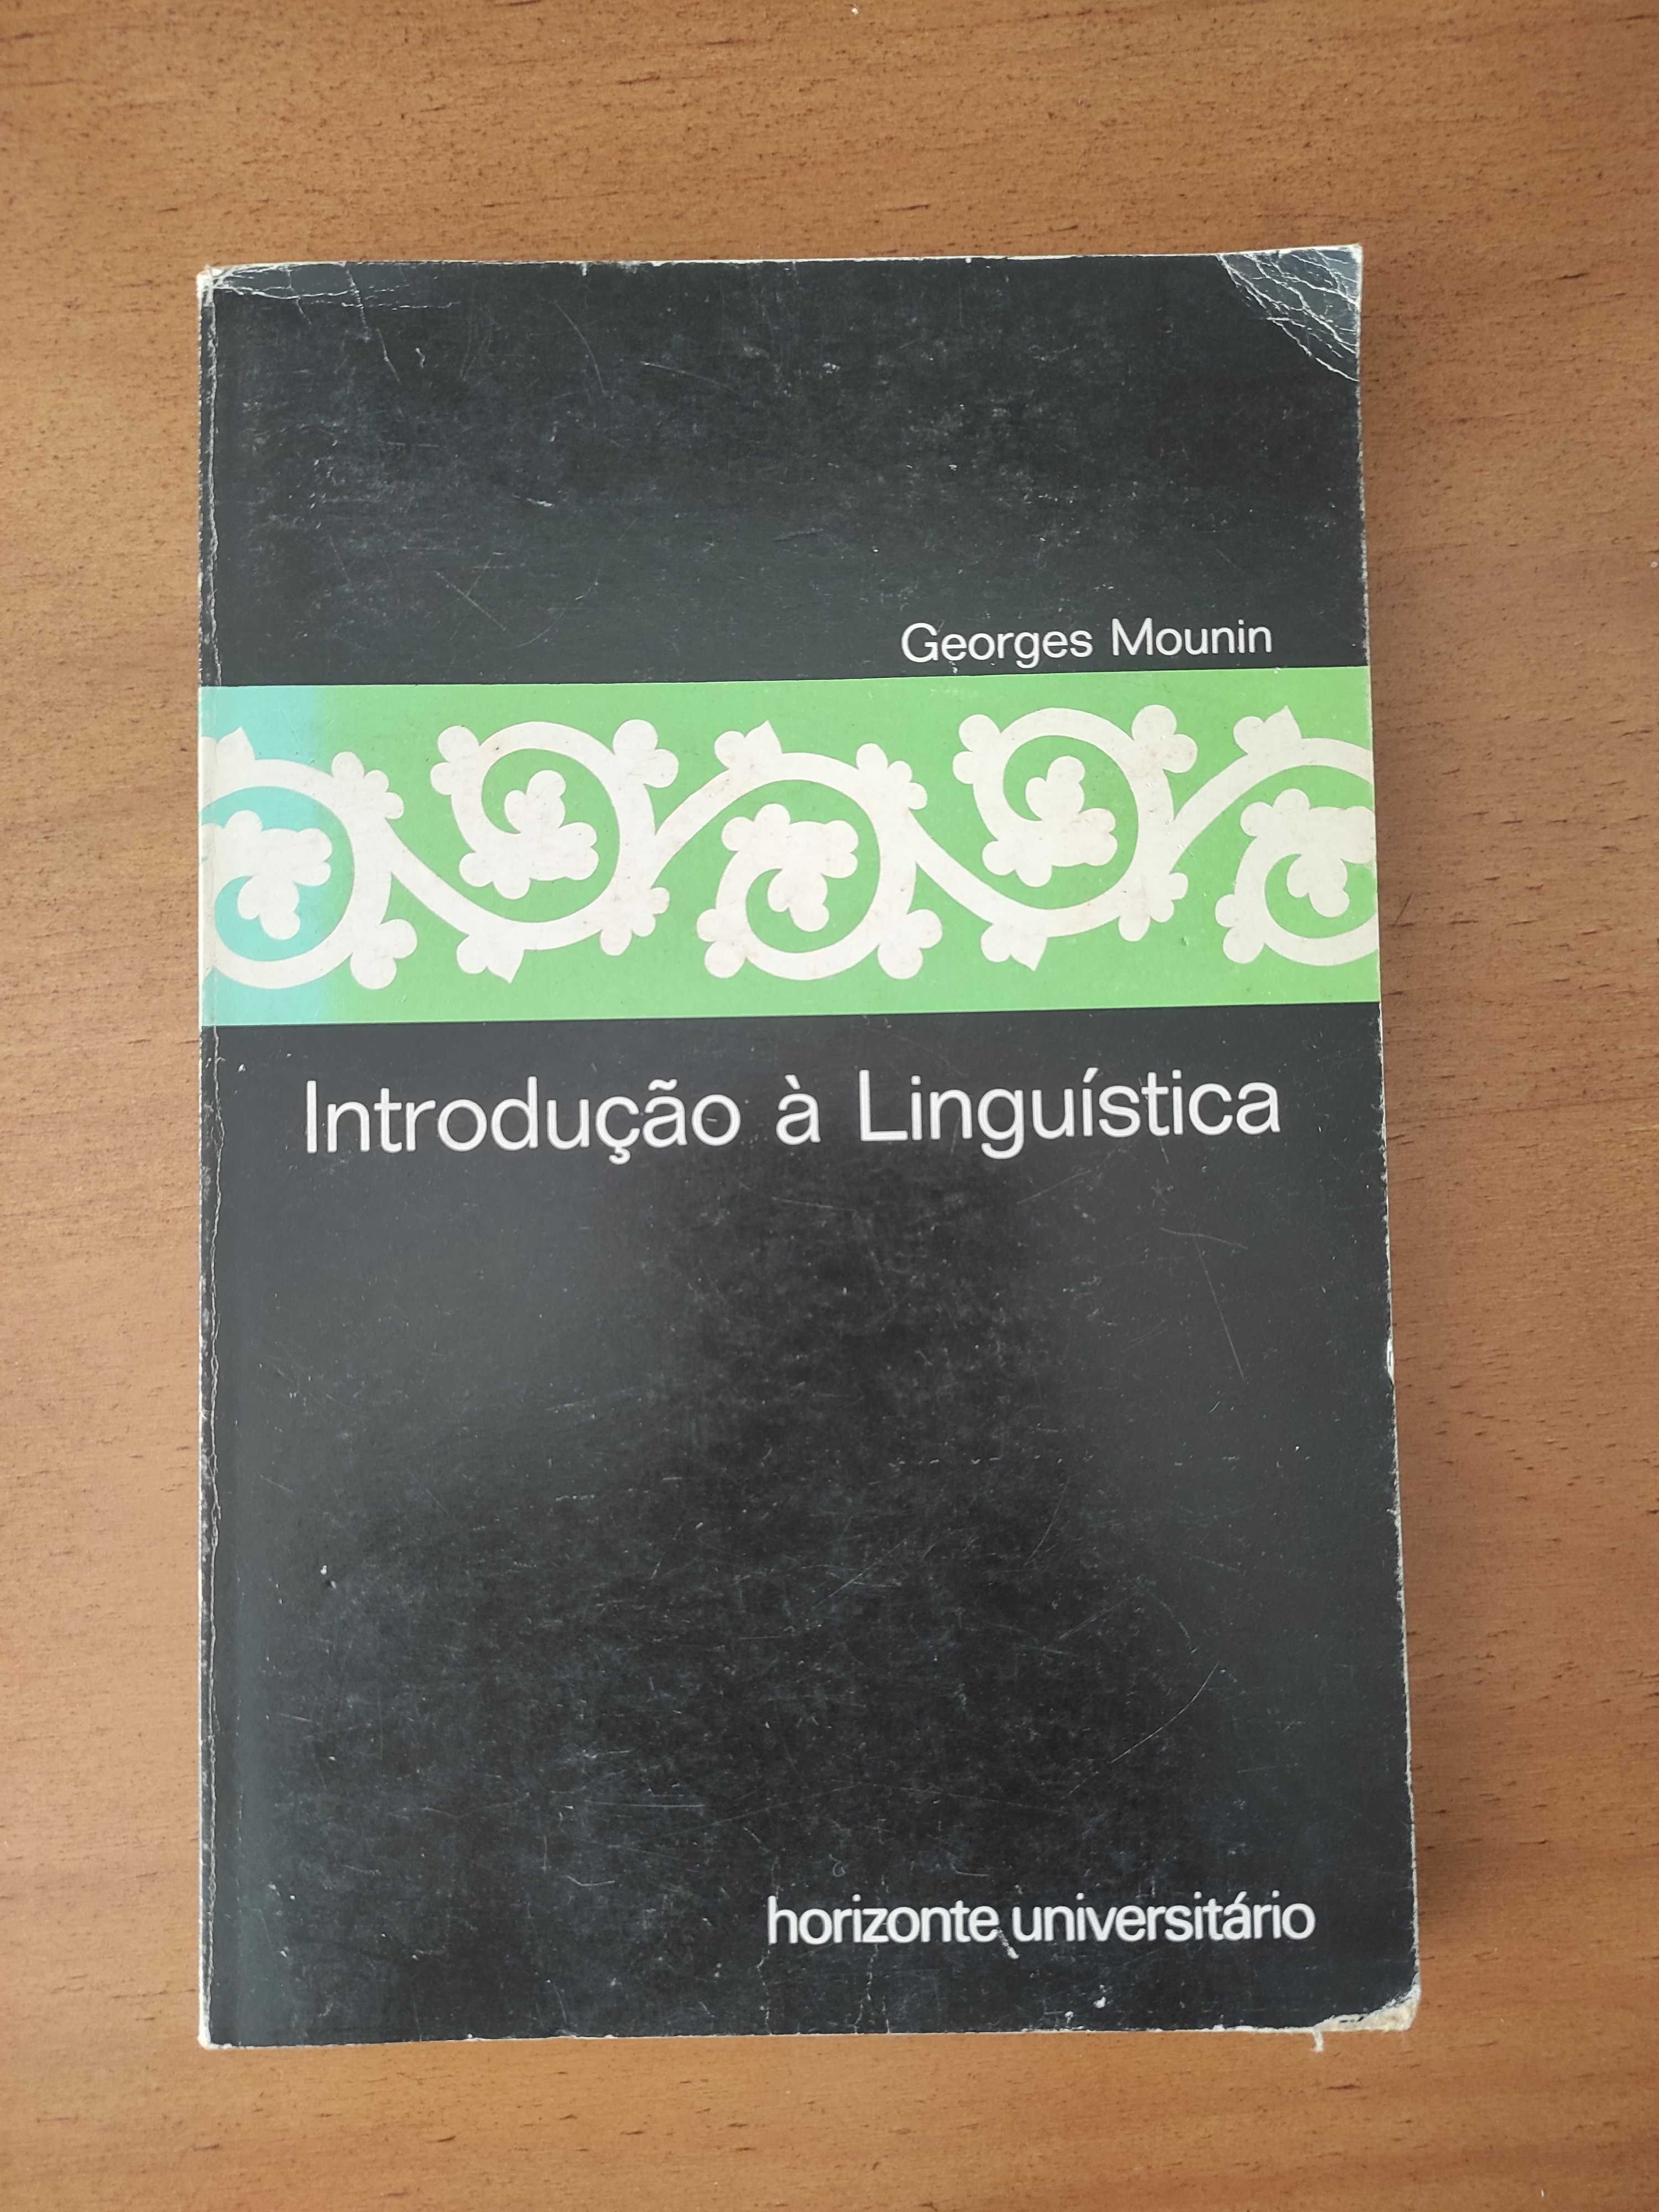 Georges Mounin
Introdução à Linguística
horizonte universitário